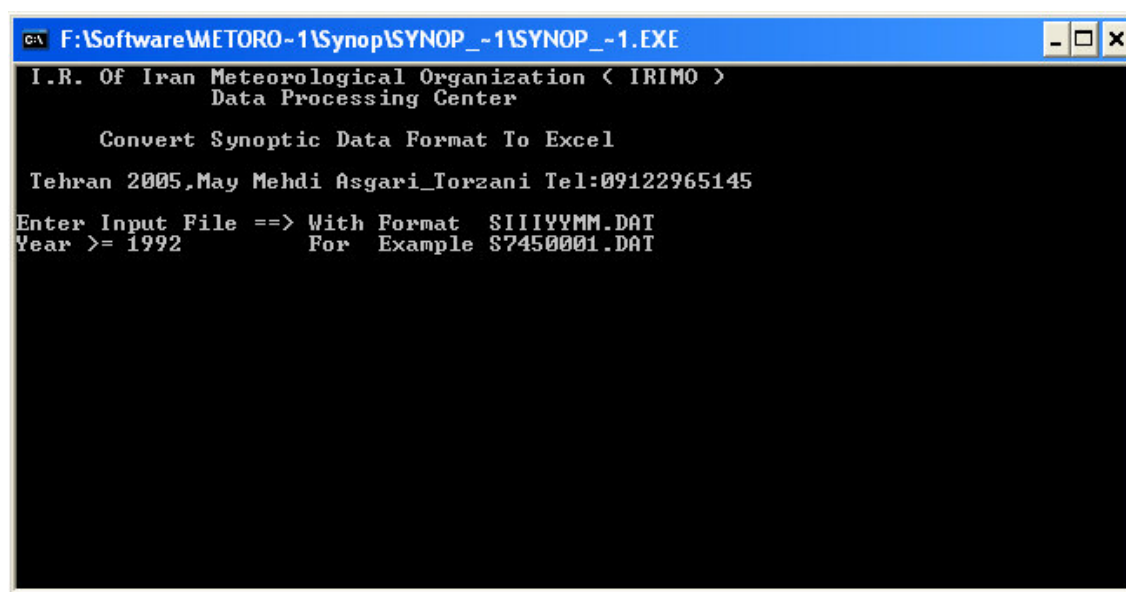 F:\Software\METORO~1\Synop\SYNOP_~1\SYNOP_~1.EXE
I.R. Of Iran Meteorological Organization ( IRIMO )
Data Processing Center
Convert Synoptic Data Format To Excel
Tehran 2005,May Mehdi Asgari_Torzani Tel:09122965145
Enter Input File ==> With Format SIIIYYMM.DAT
Year >= 1992 For Example S7450001.DAT